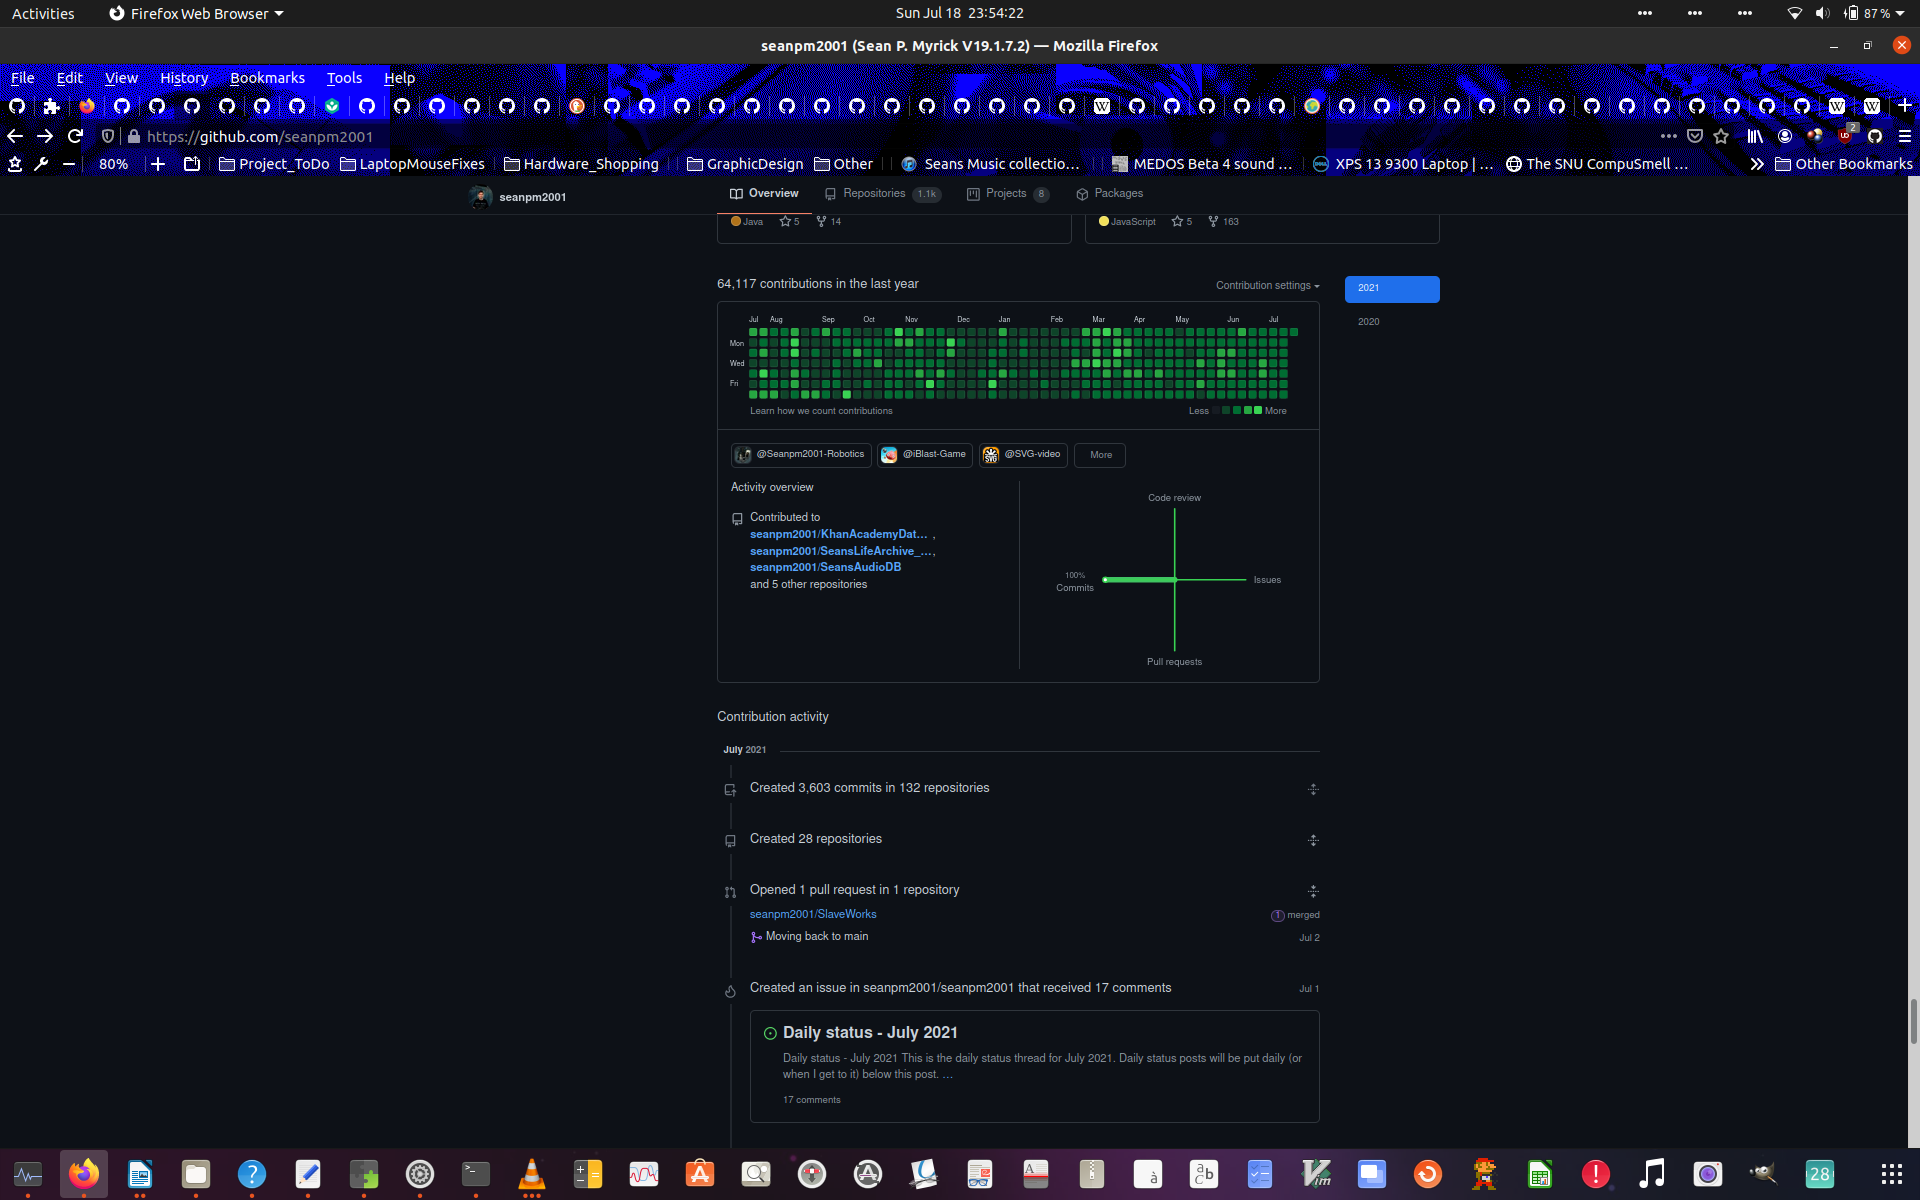 Activities
Firefox Web Browser
Sun Jul 18 23:54:22
87 %
seanpm2001 (Sean P. Myrick V19.1.7.2) — Mozilla Firefox
File Edit View History Bookmarks Tools Help
https://github.com/seanpm2001
2
80%
Project_ToDo
LaptopMouseFixes
Hardware_Shopping
GraphicDesign
Other
Seans Music collectio…
MEDOS Beta 4 sound …
XPS 13 9300 Laptop | …
The SNU CompuSmell …
Other Bookmarks
seanpm2001
Overview
Repositories 1.1k
Projects 8
Packages
Java 5 14
JavaScript 5 163
64,117 contributions in the last year
Contribution settings
2021
2020
Jul Aug Sep Oct Nov Dec Jan Feb Mar Apr May Jun Jul
Mon
Wed
Fri
Learn how we count contributions
Less More
@Seanpm2001-Robotics
@iBlast-Game
@SVG-video
More
Activity overview
Contributed to
seanpm2001/KhanAcademyDat… ,
seanpm2001/SeansLifeArchive_…,
seanpm2001/SeansAudioDB
and 5 other repositories
Code review
100%
Commits
Issues
Pull requests
Contribution activity
July 2021
Created 3,603 commits in 132 repositories
Created 28 repositories
Opened 1 pull request in 1 repository
seanpm2001/SlaveWorks
1 merged
Moving back to main
Jul 2
Created an issue in seanpm2001/seanpm2001 that received 17 comments
Jul 1
Daily status - July 2021
Daily status - July 2021 This is the daily status thread for July 2021. Daily status posts will be put daily (or
when I get to it) below this post. …
17 comments
28